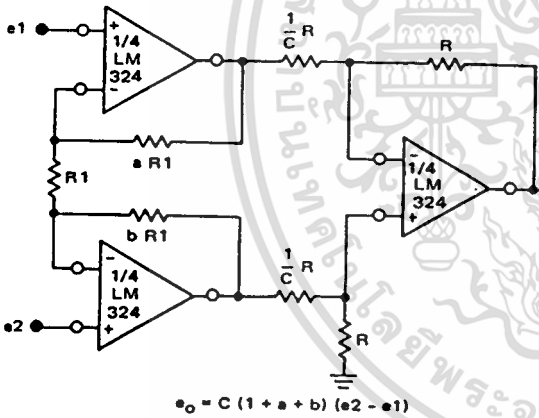 e1
+
1/4
LM
324
-
1/C R
R
a R1
R1
b R1
-
1/4
LM
324
+
-
1/4
LM
324
+
1/C R
R
e2
e₀ = C (1 + a + b) (e2 - e1)